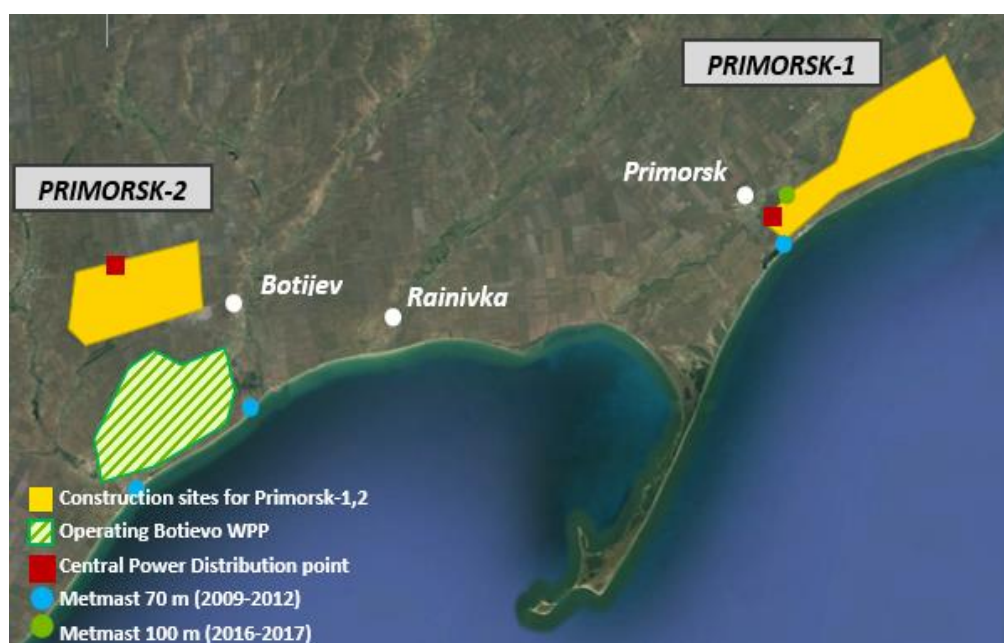 PRIMORSK-1
Primorsk
PRIMORSK-2
Botijev
Rainivka
Construction sites for Primorsk-1,2
Operating Botievo WPP
Central Power Distribution point
Metmast 70 m (2009-2012)
Metmast 100 m (2016-2017)